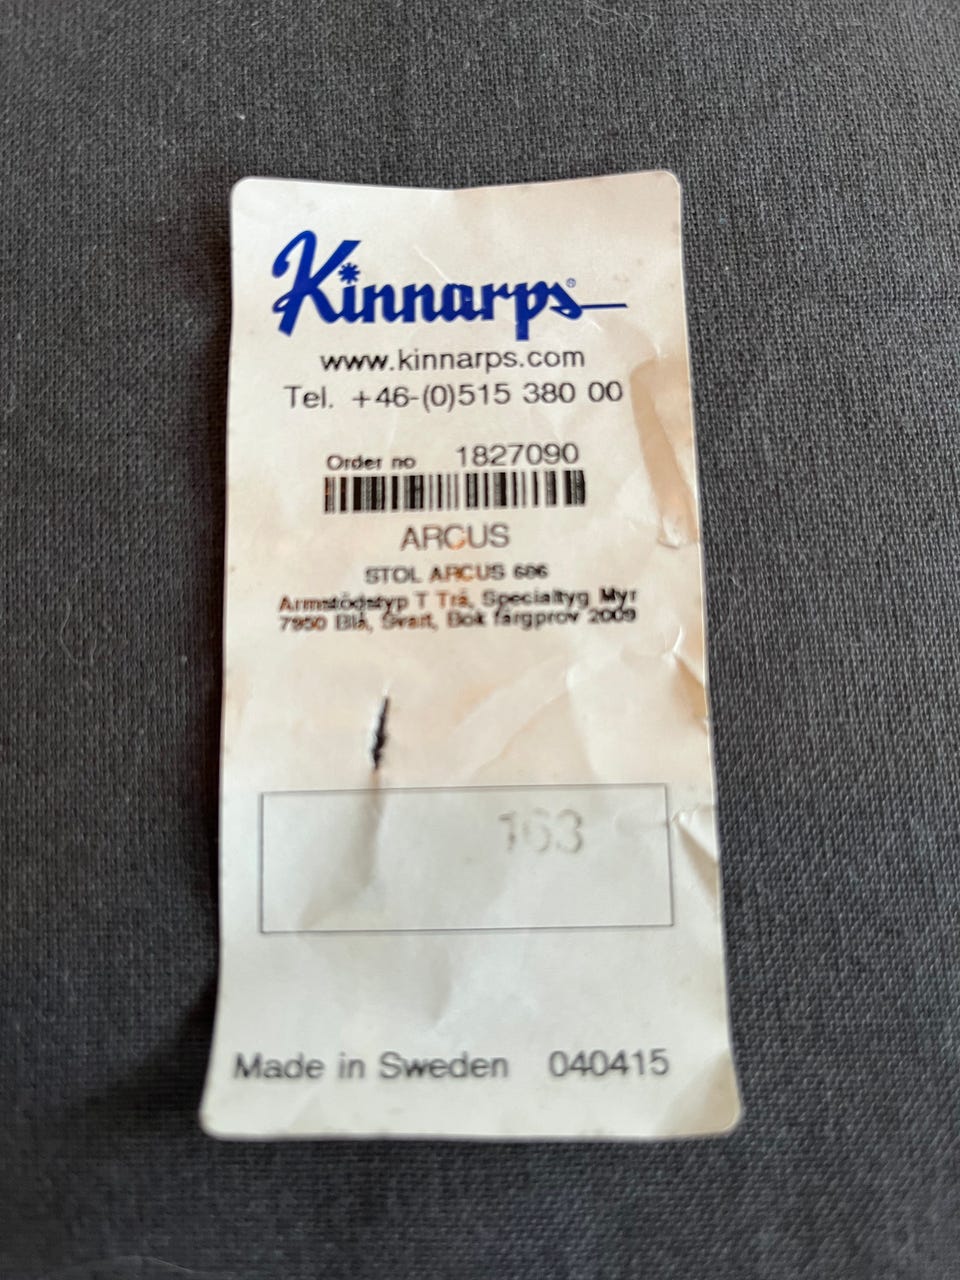 Kinnarps®
www.kinnarps.com
Tel. +46-(0)515 380 00
Order no 1827090
ARCUS
STOL ARCUS 686
Armstödstyp T Trä, Specialtyg Myr
7950 Blå, Svart, Bok färgprov 2009
163
Made in Sweden 040415